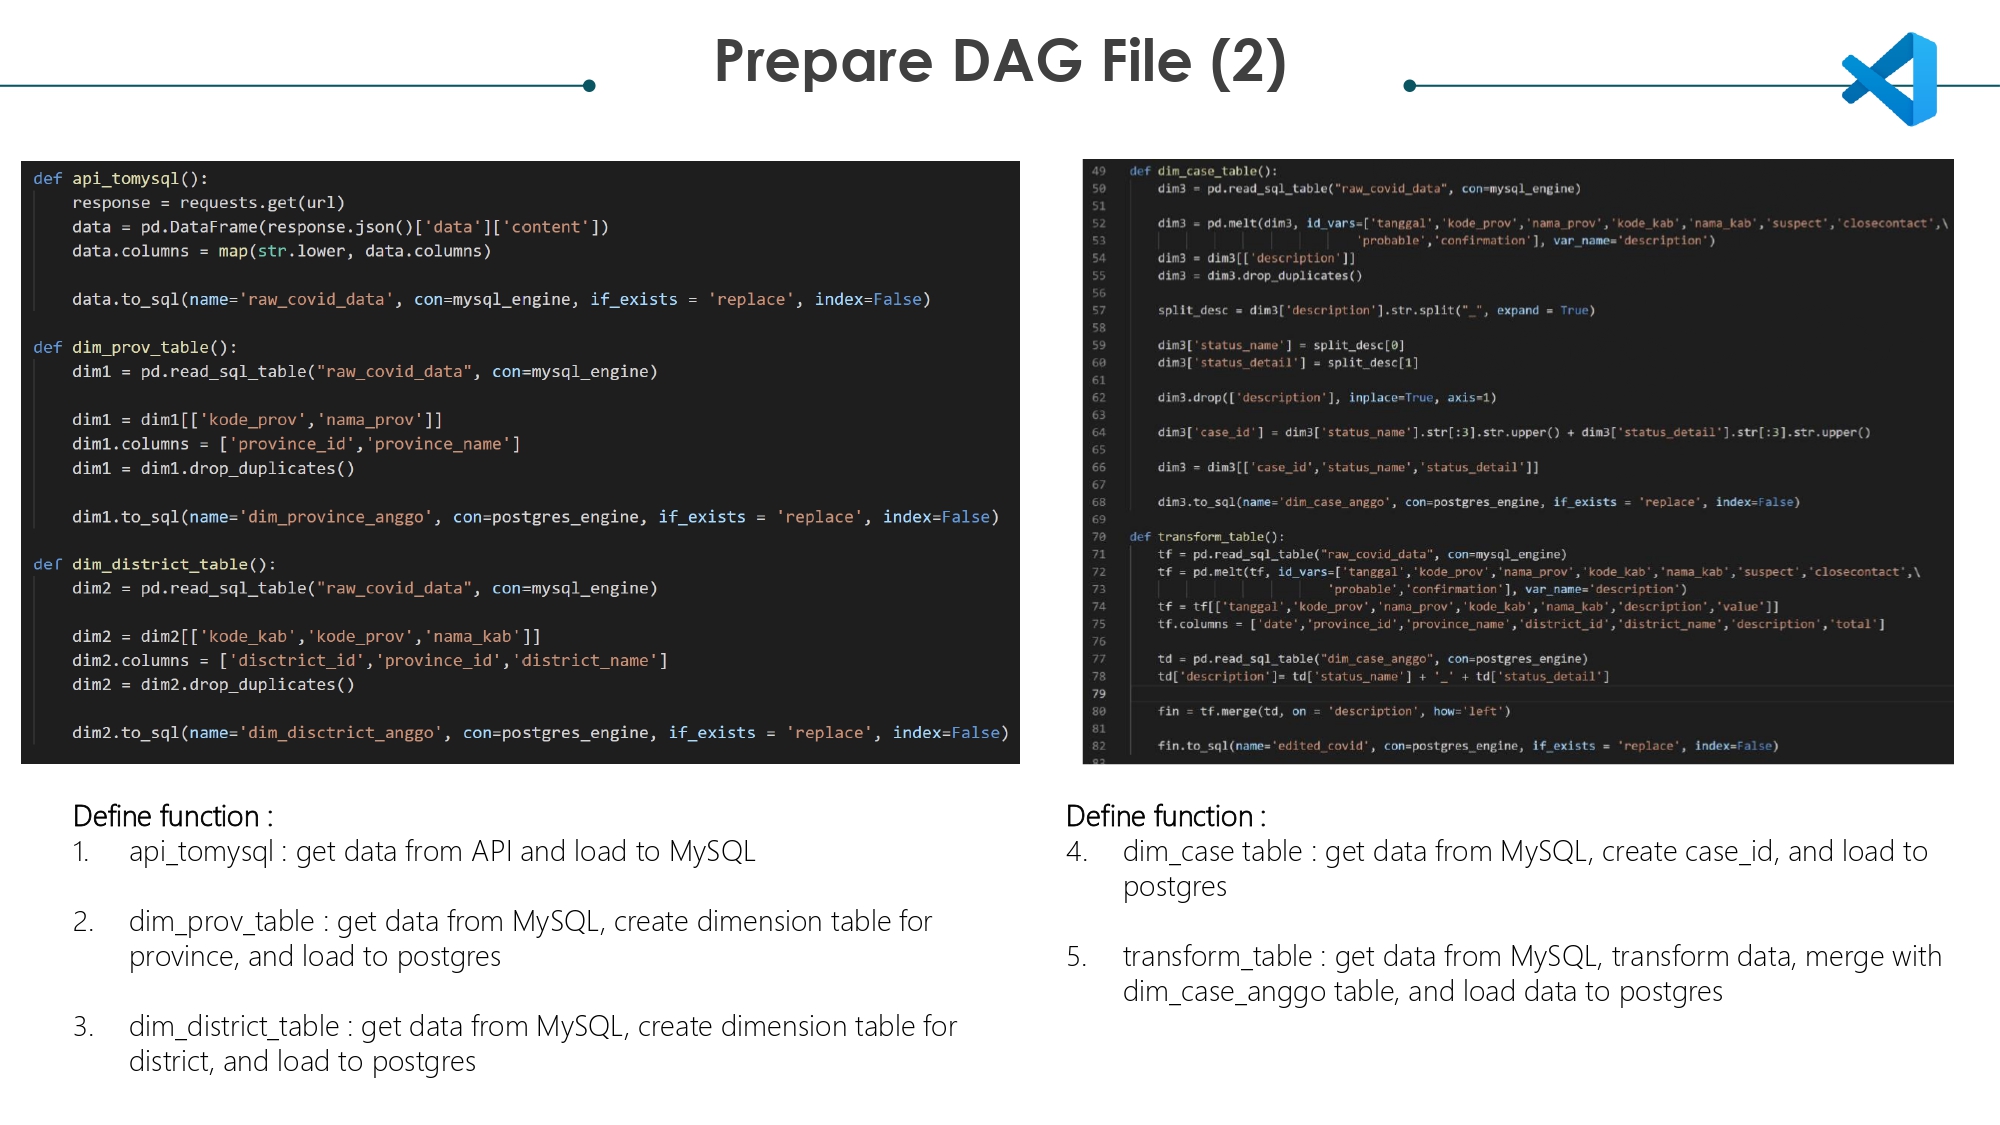 Prepare DAG File (2)
def api_tomysql():
    response = requests.get(url)
    data = pd.DataFrame(response.json()['data']['content'])
    data.columns = map(str.lower, data.columns)
    data.to_sql(name='raw_covid_data', con=mysql_engine, if_exists = 'replace', index=False)
def dim_prov_table():
    dim1 = pd.read_sql_table("raw_covid_data", con=mysql_engine)
    dim1 = dim1[['kode_prov','nama_prov']]
    dim1.columns = ['province_id','province_name']
    dim1 = dim1.drop_duplicates()
    dim1.to_sql(name='dim_province_anggo', con=postgres_engine, if_exists = 'replace', index=False)
def dim_district_table():
    dim2 = pd.read_sql_table("raw_covid_data", con=mysql_engine)
    dim2 = dim2[['kode_kab','kode_prov','nama_kab']]
    dim2.columns = ['disctrict_id','province_id','district_name']
    dim2 = dim2.drop_duplicates()
    dim2.to_sql(name='dim_disctrict_anggo', con=postgres_engine, if_exists = 'replace', index=False)
49 def dim_case_table():
50     dim3 = pd.read_sql_table("raw_covid_data", con=mysql_engine)
51
52     dim3 = pd.melt(dim3, id_vars=['tanggal','kode_prov','nama_prov','kode_kab','nama_kab','suspect','closecontact',\
53                             'probable','confirmation'], var_name='description')
54     dim3 = dim3[['description']]
55     dim3 = dim3.drop_duplicates()
56
57     split_desc = dim3['description'].str.split("_", expand = True)
58
59     dim3['status_name'] = split_desc[0]
60     dim3['status_detail'] = split_desc[1]
61
62     dim3.drop(['description'], inplace=True, axis=1)
63
64     dim3['case_id'] = dim3['status_name'].str[:3].str.upper() + dim3['status_detail'].str[:3].str.upper()
65
66     dim3 = dim3[['case_id','status_name','status_detail']]
67
68     dim3.to_sql(name='dim_case_anggo', con=postgres_engine, if_exists = 'replace', index=False)
69
70 def transform_table():
71     tf = pd.read_sql_table("raw_covid_data", con=mysql_engine)
72     tf = pd.melt(tf, id_vars=['tanggal','kode_prov','nama_prov','kode_kab','nama_kab','suspect','closecontact',\
73                         'probable','confirmation'], var_name='description')
74     tf = tf[['tanggal','kode_prov','nama_prov','kode_kab','nama_kab','description','value']]
75     tf.columns = ['date','province_id','province_name','district_id','district_name','description','total']
76
77     td = pd.read_sql_table("dim_case_anggo", con=postgres_engine)
78     td['description']= td['status_name'] + '_' + td['status_detail']
79
80     fin = tf.merge(td, on = 'description', how='left')
81
82     fin.to_sql(name='edited_covid', con=postgres_engine, if_exists = 'replace', index=False)
83
Define function :
1. api_tomysql : get data from API and load to MySQL
2. dim_prov_table : get data from MySQL, create dimension table for
province, and load to postgres
3. dim_district_table : get data from MySQL, create dimension table for
district, and load to postgres
Define function :
4. dim_case table : get data from MySQL, create case_id, and load to
postgres
5. transform_table : get data from MySQL, transform data, merge with
dim_case_anggo table, and load data to postgres